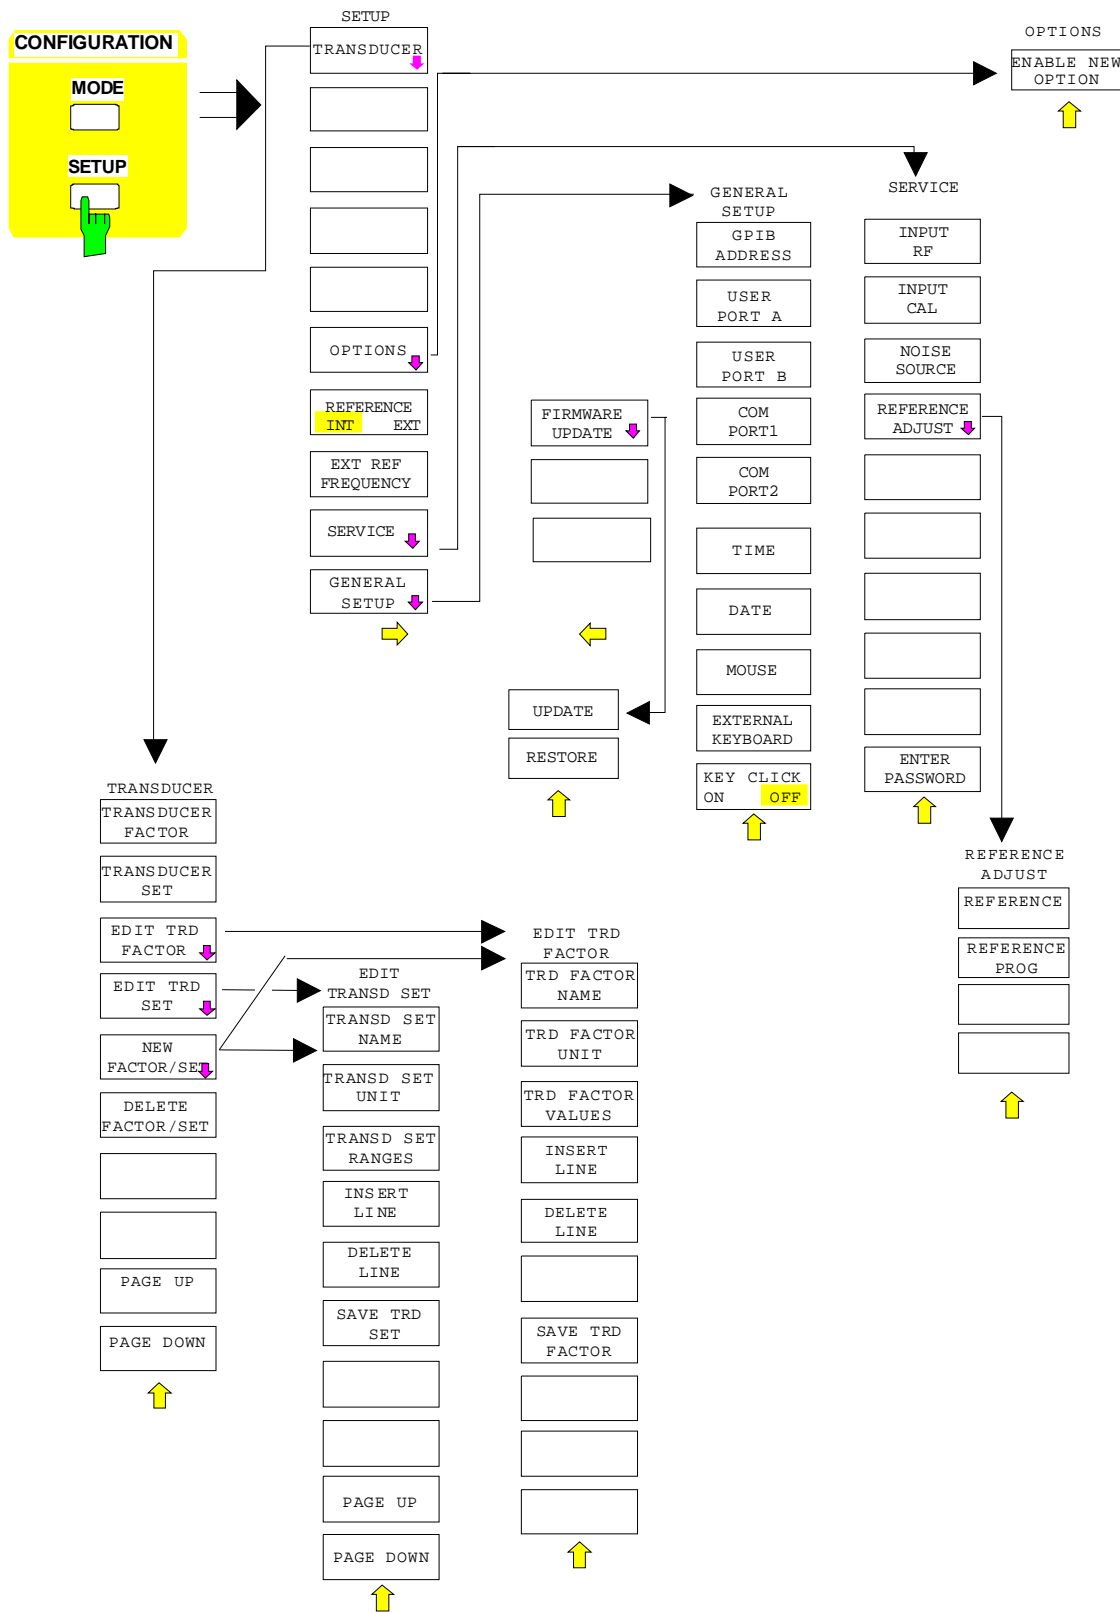 CONFIGURATION
MODE
SETUP
SETUP
TRANSDUCER
OPTIONS
REFERENCE
INT EXT
EXT REF
FREQUENCY
SERVICE
GENERAL
SETUP
FIRMWARE
UPDATE
UPDATE
RESTORE
GENERAL
SETUP
GPIB
ADDRESS
USER
PORT A
USER
PORT B
COM
PORT1
COM
PORT2
TIME
DATE
MOUSE
EXTERNAL
KEYBOARD
KEY CLICK
ON OFF
OPTIONS
ENABLE NEW
OPTION
SERVICE
INPUT
RF
INPUT
CAL
NOISE
SOURCE
REFERENCE
ADJUST
ENTER
PASSWORD
REFERENCE
ADJUST
REFERENCE
REFERENCE
PROG
TRANSDUCER
TRANSDUCER
FACTOR
TRANSDUCER
SET
EDIT TRD
FACTOR
EDIT TRD
SET
NEW
FACTOR/SET
DELETE
FACTOR/SET
PAGE UP
PAGE DOWN
EDIT
TRANSD SET
TRANSD SET
NAME
TRANSD SET
UNIT
TRANSD SET
RANGES
INSERT
LINE
DELETE
LINE
SAVE TRD
SET
PAGE UP
PAGE DOWN
EDIT TRD
FACTOR
TRD FACTOR
NAME
TRD FACTOR
UNIT
TRD FACTOR
VALUES
INSERT
LINE
DELETE
LINE
SAVE TRD
FACTOR